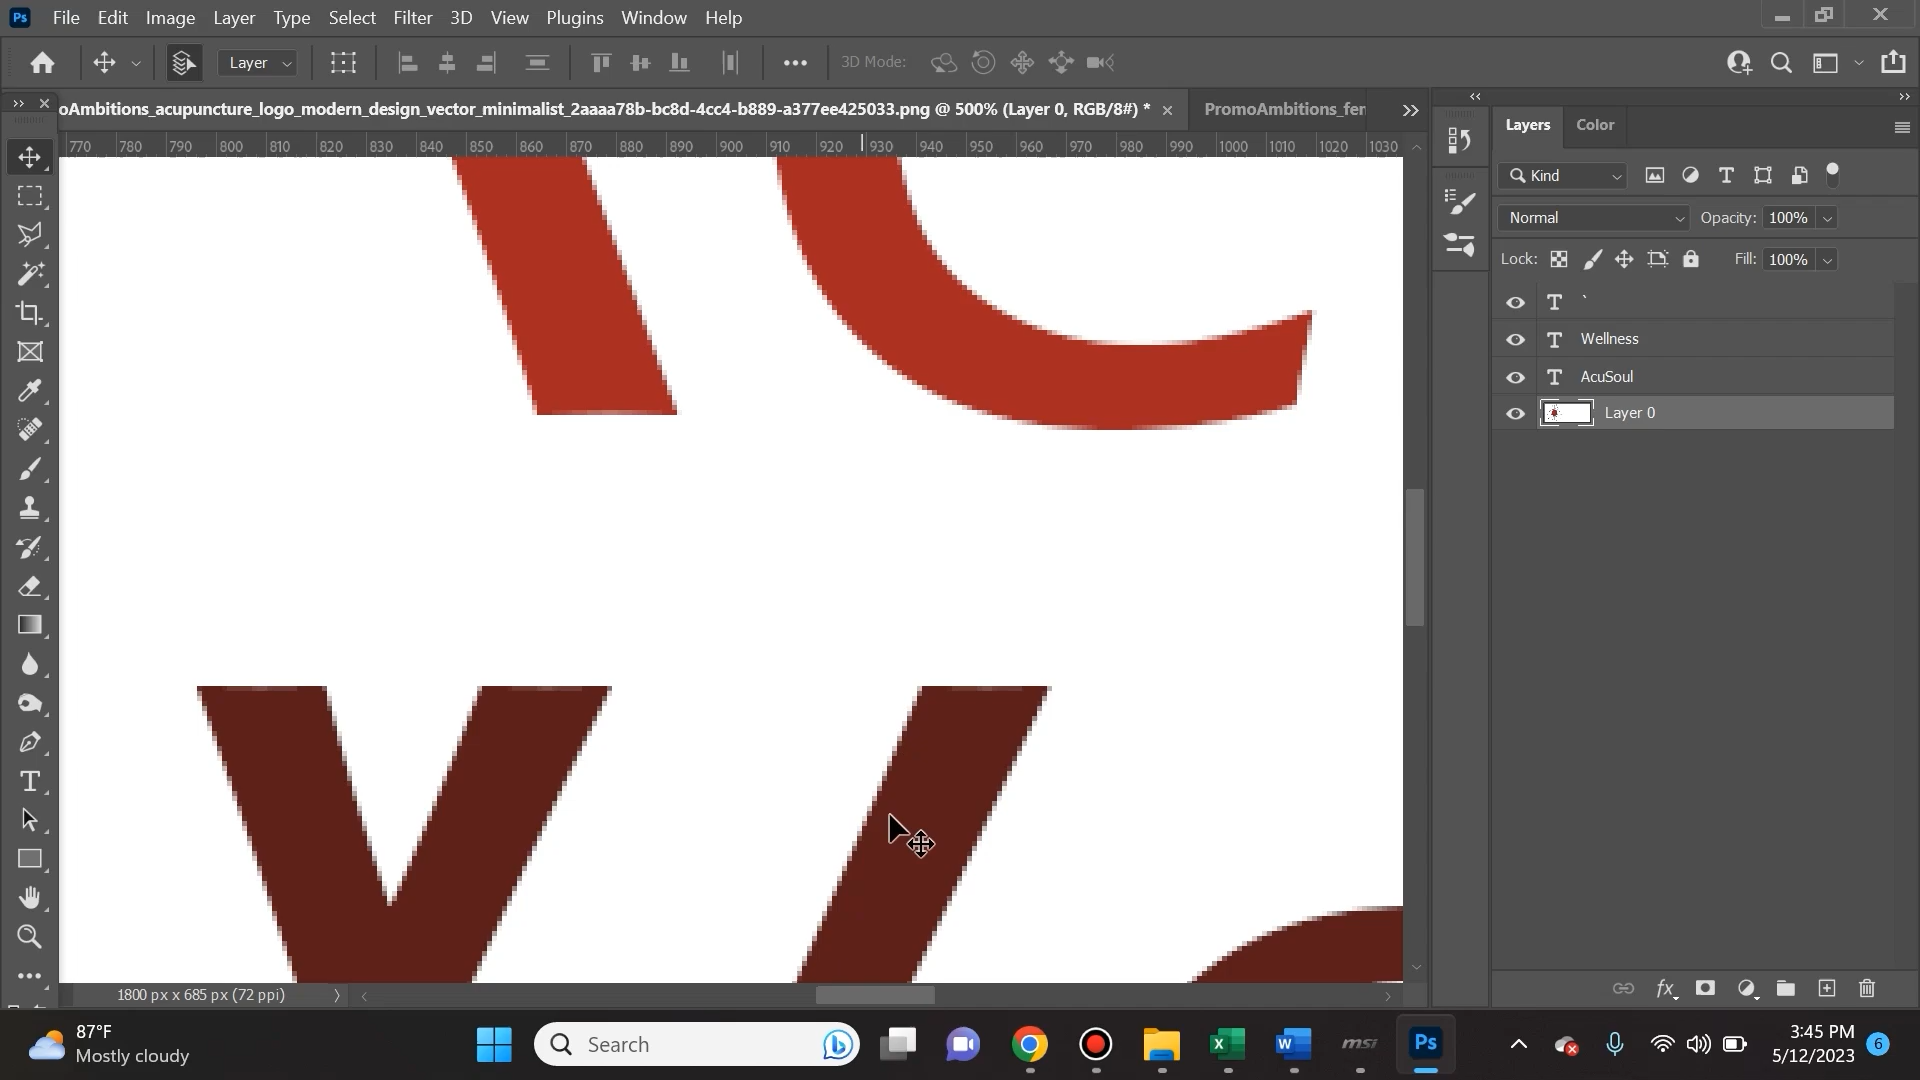 Ps File Edit Image Layer Type Select Filter 3D View Plugins Window Help
Layer 3D Mode:
oAmbitions_acupuncture_logo_modern_design_vector_minimalist_2aaaa78b-bc8d-4cc4-b889-a377ee425033.png @ 500% (Layer 0, RGB/8#) * × PromoAmbitions_fem
770 780 790 800 810 820 830 840 850 860 870 880 890 900 910 920 930 940 950 960 970 980 990 1000 1010 1020 1030
Layers Color
Kind
Normal Opacity: 100%
Lock: Fill: 100%
T `
T Wellness
T AcuSoul
Layer 0
1800 px x 685 px (72 ppi)
87°F
Mostly cloudy
Search
msi
Ps
3:45 PM
5/12/2023
6